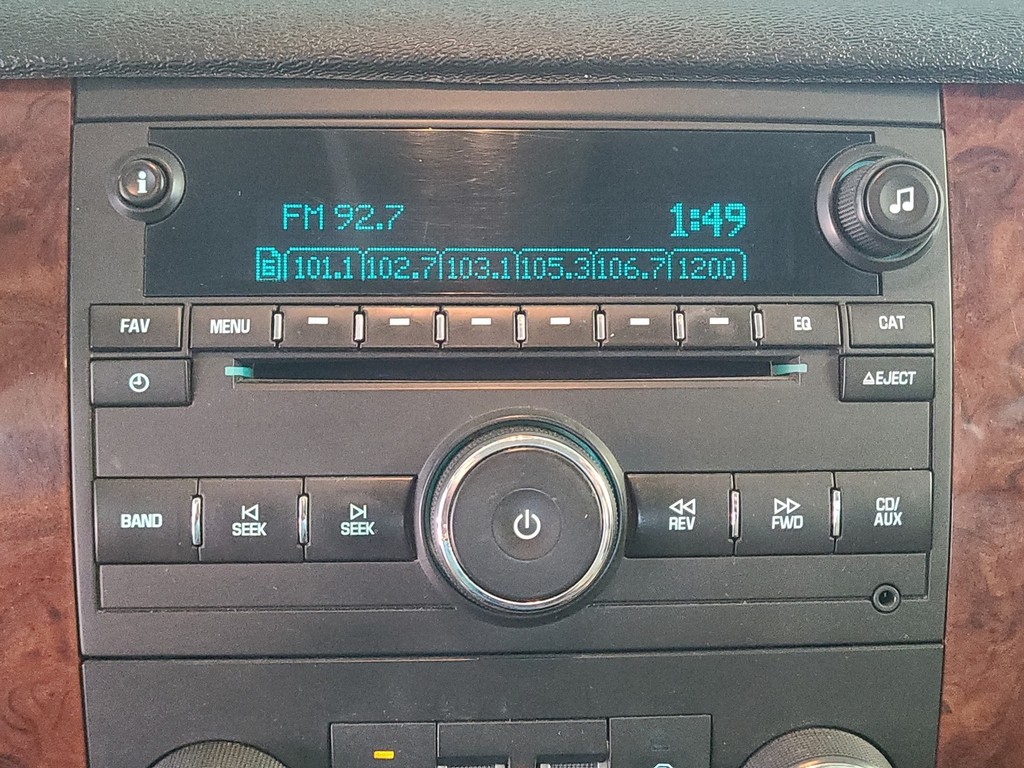 i
FM 92.7 1:49
6 101.1 102.7 103.1 105.3 106.7 1200
FAV MENU EQ CAT
EJECT
BAND SEEK SEEK REV FWD CD/
AUX